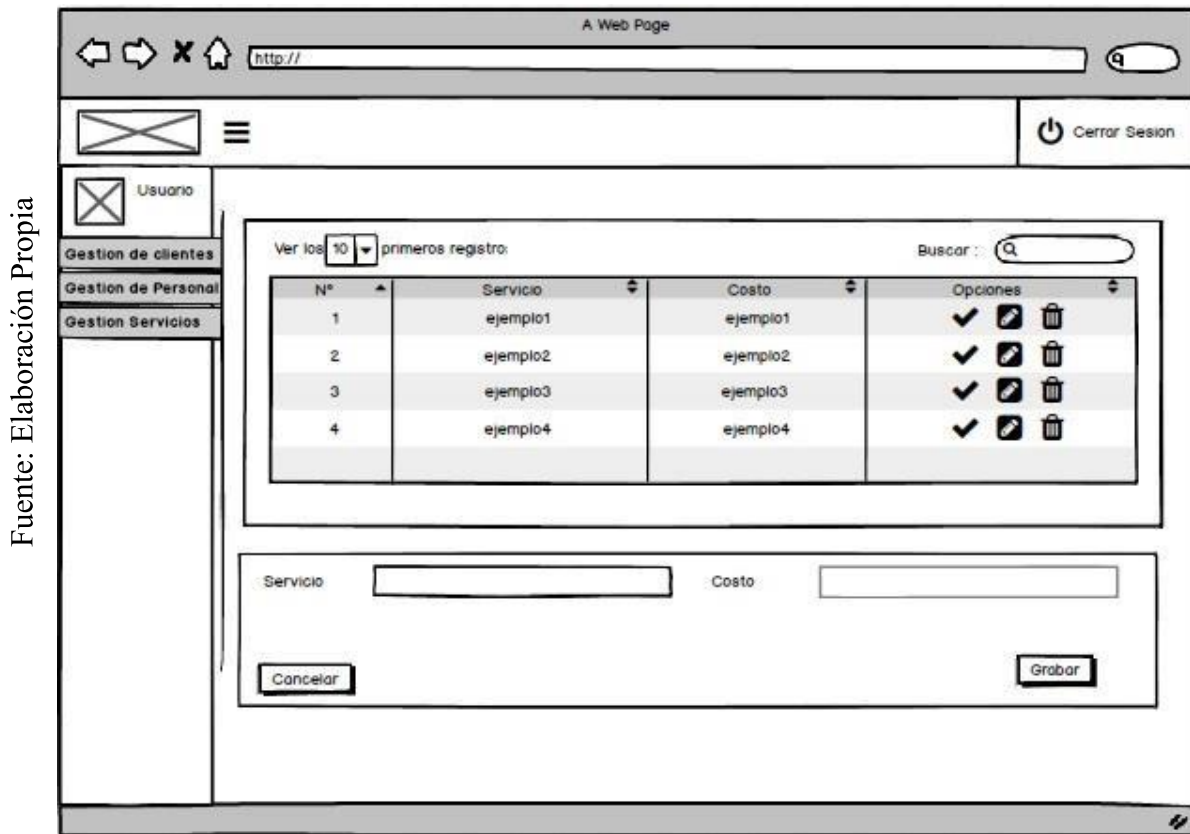 A Web Page
http://
Cerrar Sesion
Usuario
Gestion de clientes
Gestion de Personal
Gestion Servicios
Ver los 10 primeros registro:
Buscar :
N° Servicio Costo Opciones
1 ejemplo1 ejemplo1
2 ejemplo2 ejemplo2
3 ejemplo3 ejemplo3
4 ejemplo4 ejemplo4
Servicio Costo
Cancelar Grabar
Fuente: Elaboración Propia